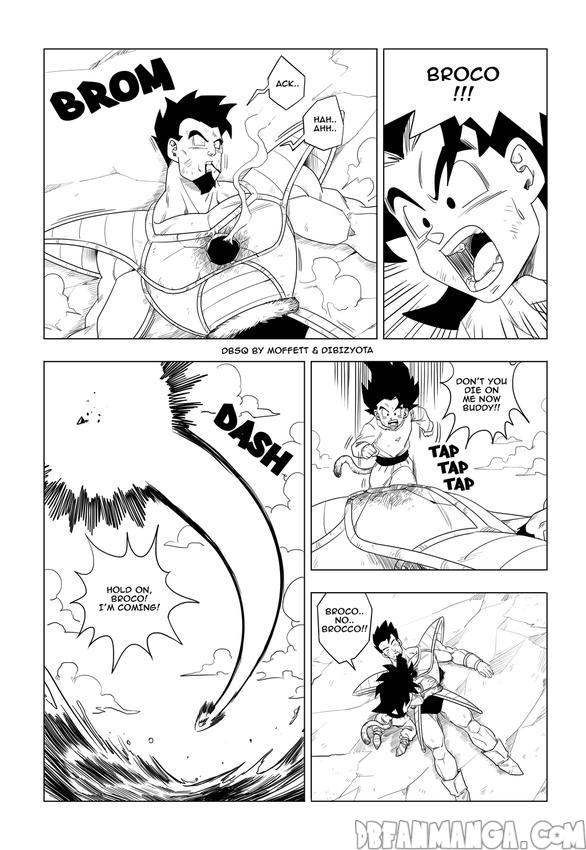 BROM
ACK..
HAH..
AHH..
BROCO
!!!
DBSQ BY MOFFETT & DIBIZYOTA
DASH
HOLD ON,
BROCO!
I'M COMING!
DON'T YOU
DIE ON
ME NOW
BUDDY!!
TAP
TAP
TAP
BROCO..
NO..
BROCCO!!
DBFANMANGA.COM